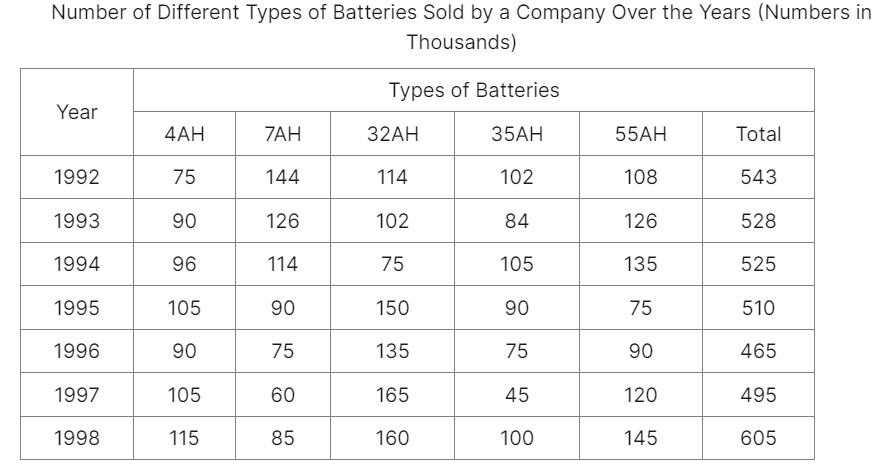 Number of Different Types of Batteries Sold by a Company Over the Years (Numbers in
Thousands)
Year Types of Batteries
4AH 7AH 32AH 35AH 55AH Total
1992 75 144 114 102 108 543
1993 90 126 102 84 126 528
1994 96 114 75 105 135 525
1995 105 90 150 90 75 510
1996 90 75 135 75 90 465
1997 105 60 165 45 120 495
1998 115 85 160 100 145 605